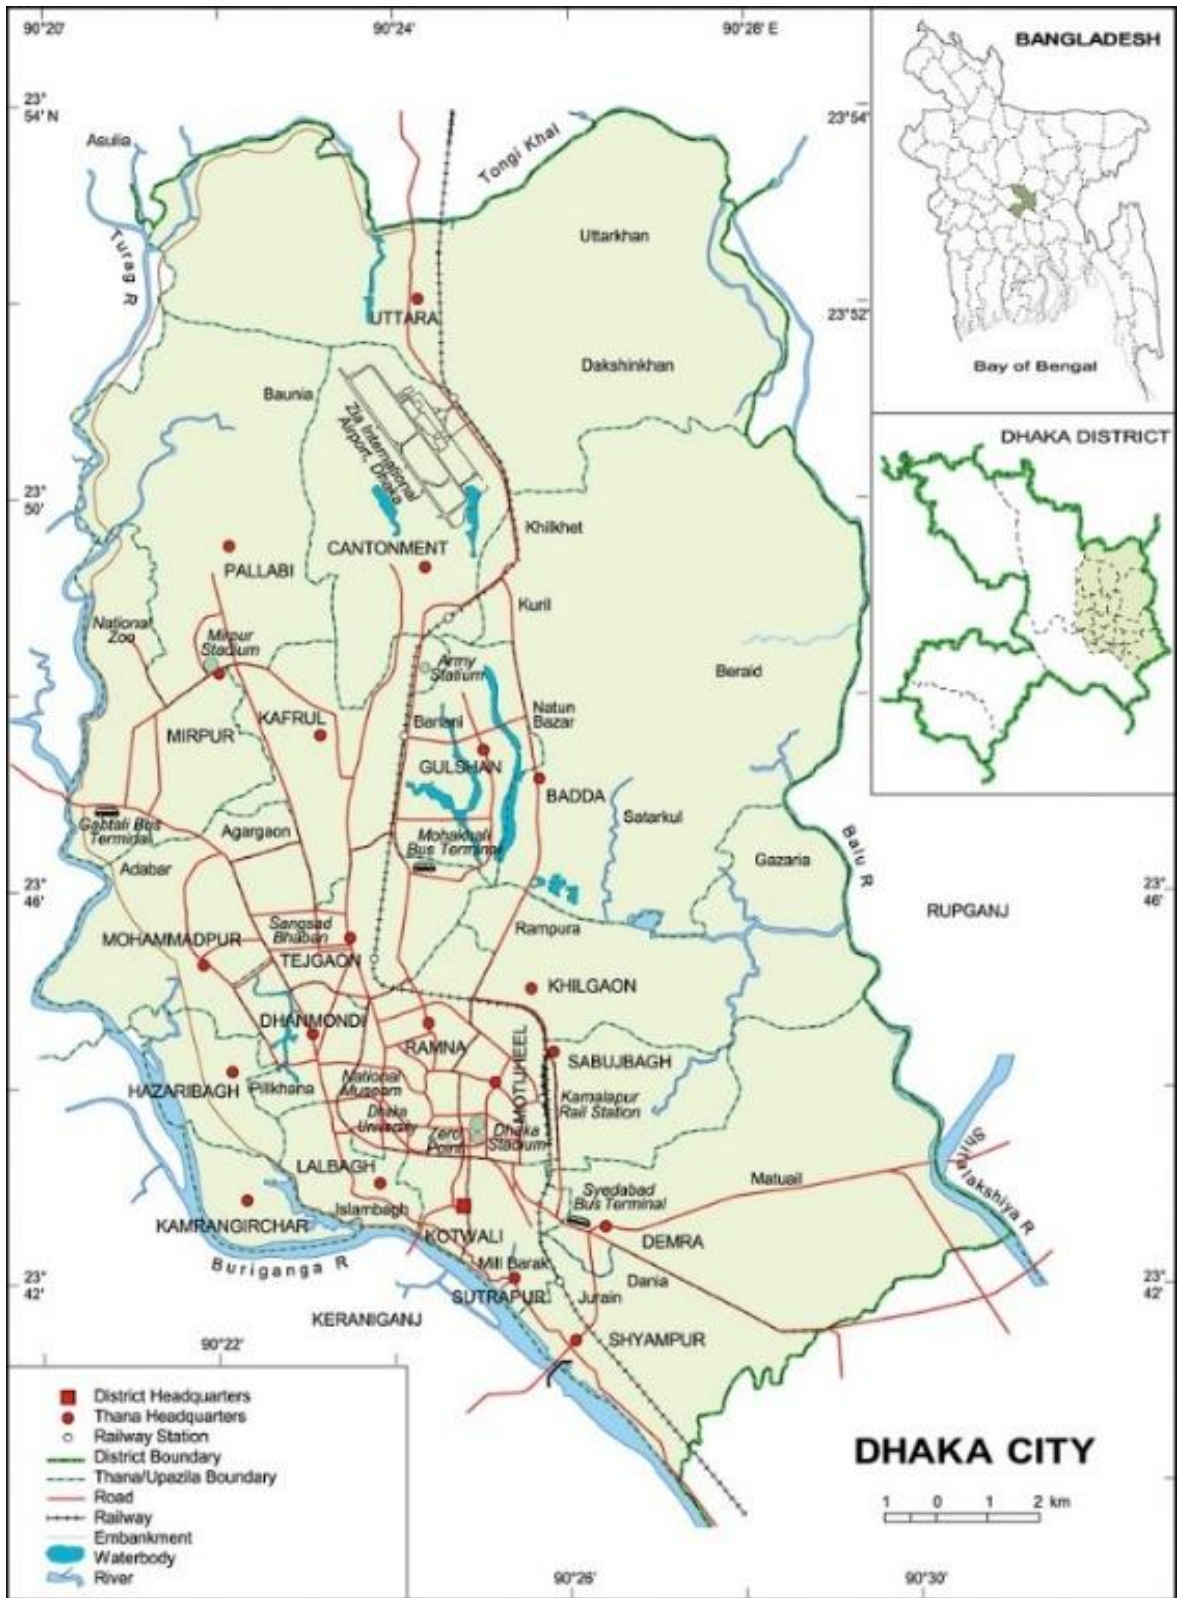 90°20'
90°24'
90°28' E
BANGLADESH
Bay of Bengal
DHAKA DISTRICT
23°
54' N
23°54'
Asulia
Tongi Khal
Turag R
Uttarkhan
UTTARA
23°52'
Dakshinkhan
Baunia
Zia International
Airport, Dhaka
23°
50'
Khilkhet
CANTONMENT
PALLABI
Kuril
National
Zoo
Mirpur
Stadium
Army
Statium
Beraid
Natun
Bazar
KAFRUL
MIRPUR
Bariani
GULSHAN
BADDA
Gabtali Bus
Terminal
Agargaon
Mohakhali
Bus Terminal
Satarkul
Balu R
Gazaria
Adabar
23°
46'
23°
46'
RUPGANJ
Sangsad
Bhaban
Rampura
MOHAMMADPUR
TEJGAON
KHILGAON
DHANMONDI
RAMNA
MOTIJHEEL
SABUJBAGH
HAZARIBAGH
Pilkhana
National
Museam
Kamalapur
Rail Station
Dhaka
University
Zero
Point
Dhaka
Stadium
Shitalakshiya R
LALBAGH
Matuail
Syedabad
Bus Terminal
Islambagh
KAMRANGIRCHAR
KOTWALI
DEMRA
Buriganga R
Mill Barak
Dania
23°
42'
23°
42'
SUTRAPUR
Jurain
KERANIGANJ
SHYAMPUR
90°22'
District Headquarters
Thana Headquarters
Railway Station
District Boundary
Thana/Upazila Boundary
Road
Railway
Embankment
Waterbody
River
DHAKA CITY
1 0 1 2 km
90°26'
90°30'